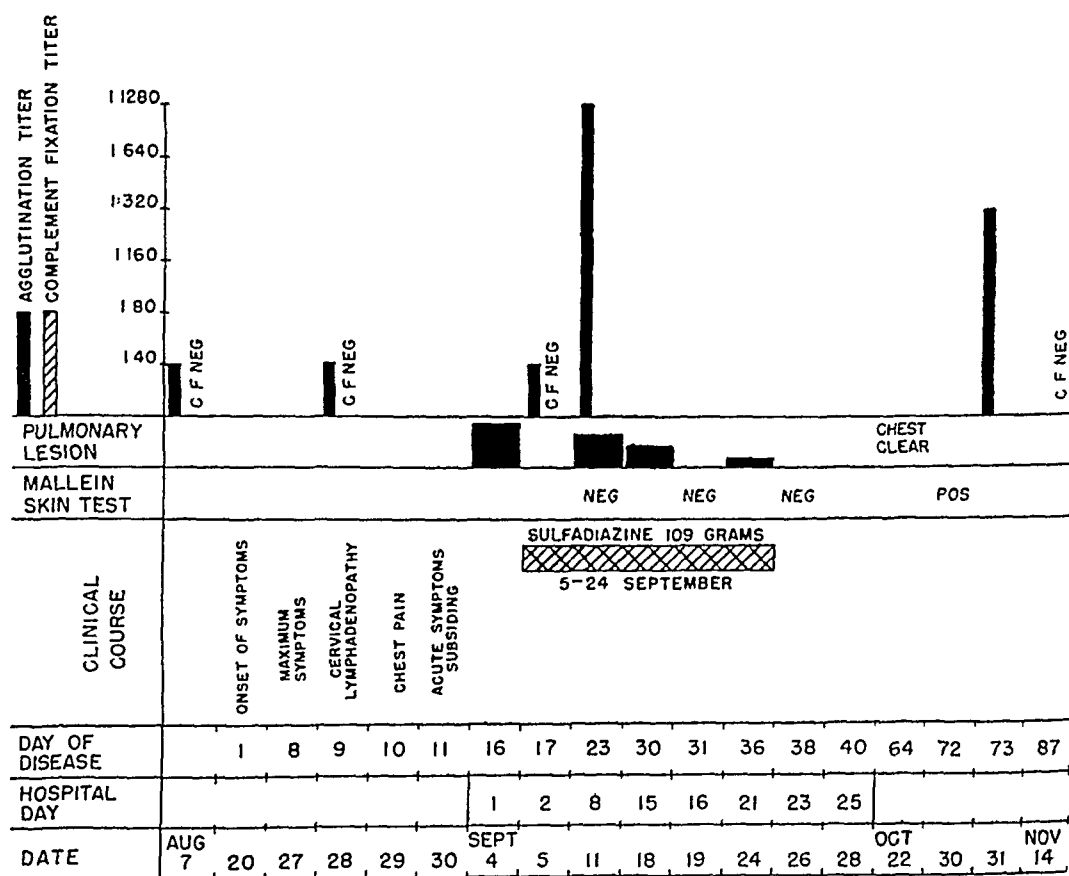 AGGLUTINATION TITER
COMPLEMENT FIXATION TITER
1 1280
1 640
1:320
1 160
1 80
1 40
C F NEG
C F NEG
C F NEG
C F NEG
PULMONARY LESION
CHEST CLEAR
MALLEIN SKIN TEST
NEG NEG NEG POS
CLINICAL COURSE
SULFADIAZINE 109 GRAMS
5-24 SEPTEMBER
ONSET OF SYMPTOMS
MAXIMUM SYMPTOMS
CERVICAL LYMPHADENOPATHY
CHEST PAIN
ACUTE SYMPTOMS SUBSIDING
DAY OF DISEASE 1 8 9 10 11 16 17 23 30 31 36 38 40 64 72 73 87
HOSPITAL DAY 1 2 8 15 16 21 23 25
AUG SEPT OCT NOV
DATE 7 20 27 28 29 30 4 5 11 18 19 24 26 28 22 30 31 14